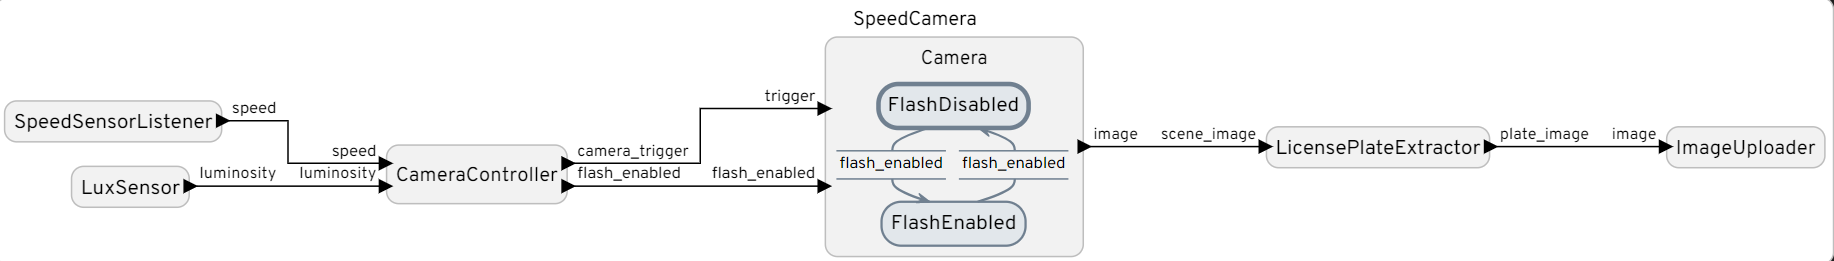 SpeedCamera
Camera
SpeedSensorListener
speed
speed
LuxSensor
luminosity
luminosity
CameraController
camera_trigger
trigger
flash_enabled
flash_enabled
FlashDisabled
flash_enabled
flash_enabled
FlashEnabled
image
scene_image
LicensePlateExtractor
plate_image
image
ImageUploader